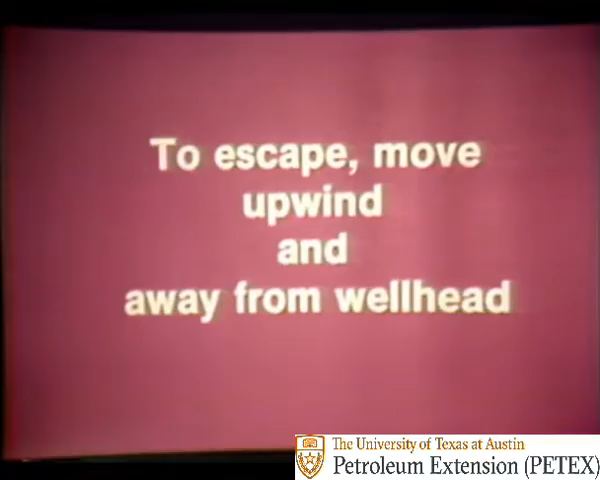 To escape, move
upwind
and
away from wellhead
The University of Texas at Austin
Petroleum Extension (PETEX)